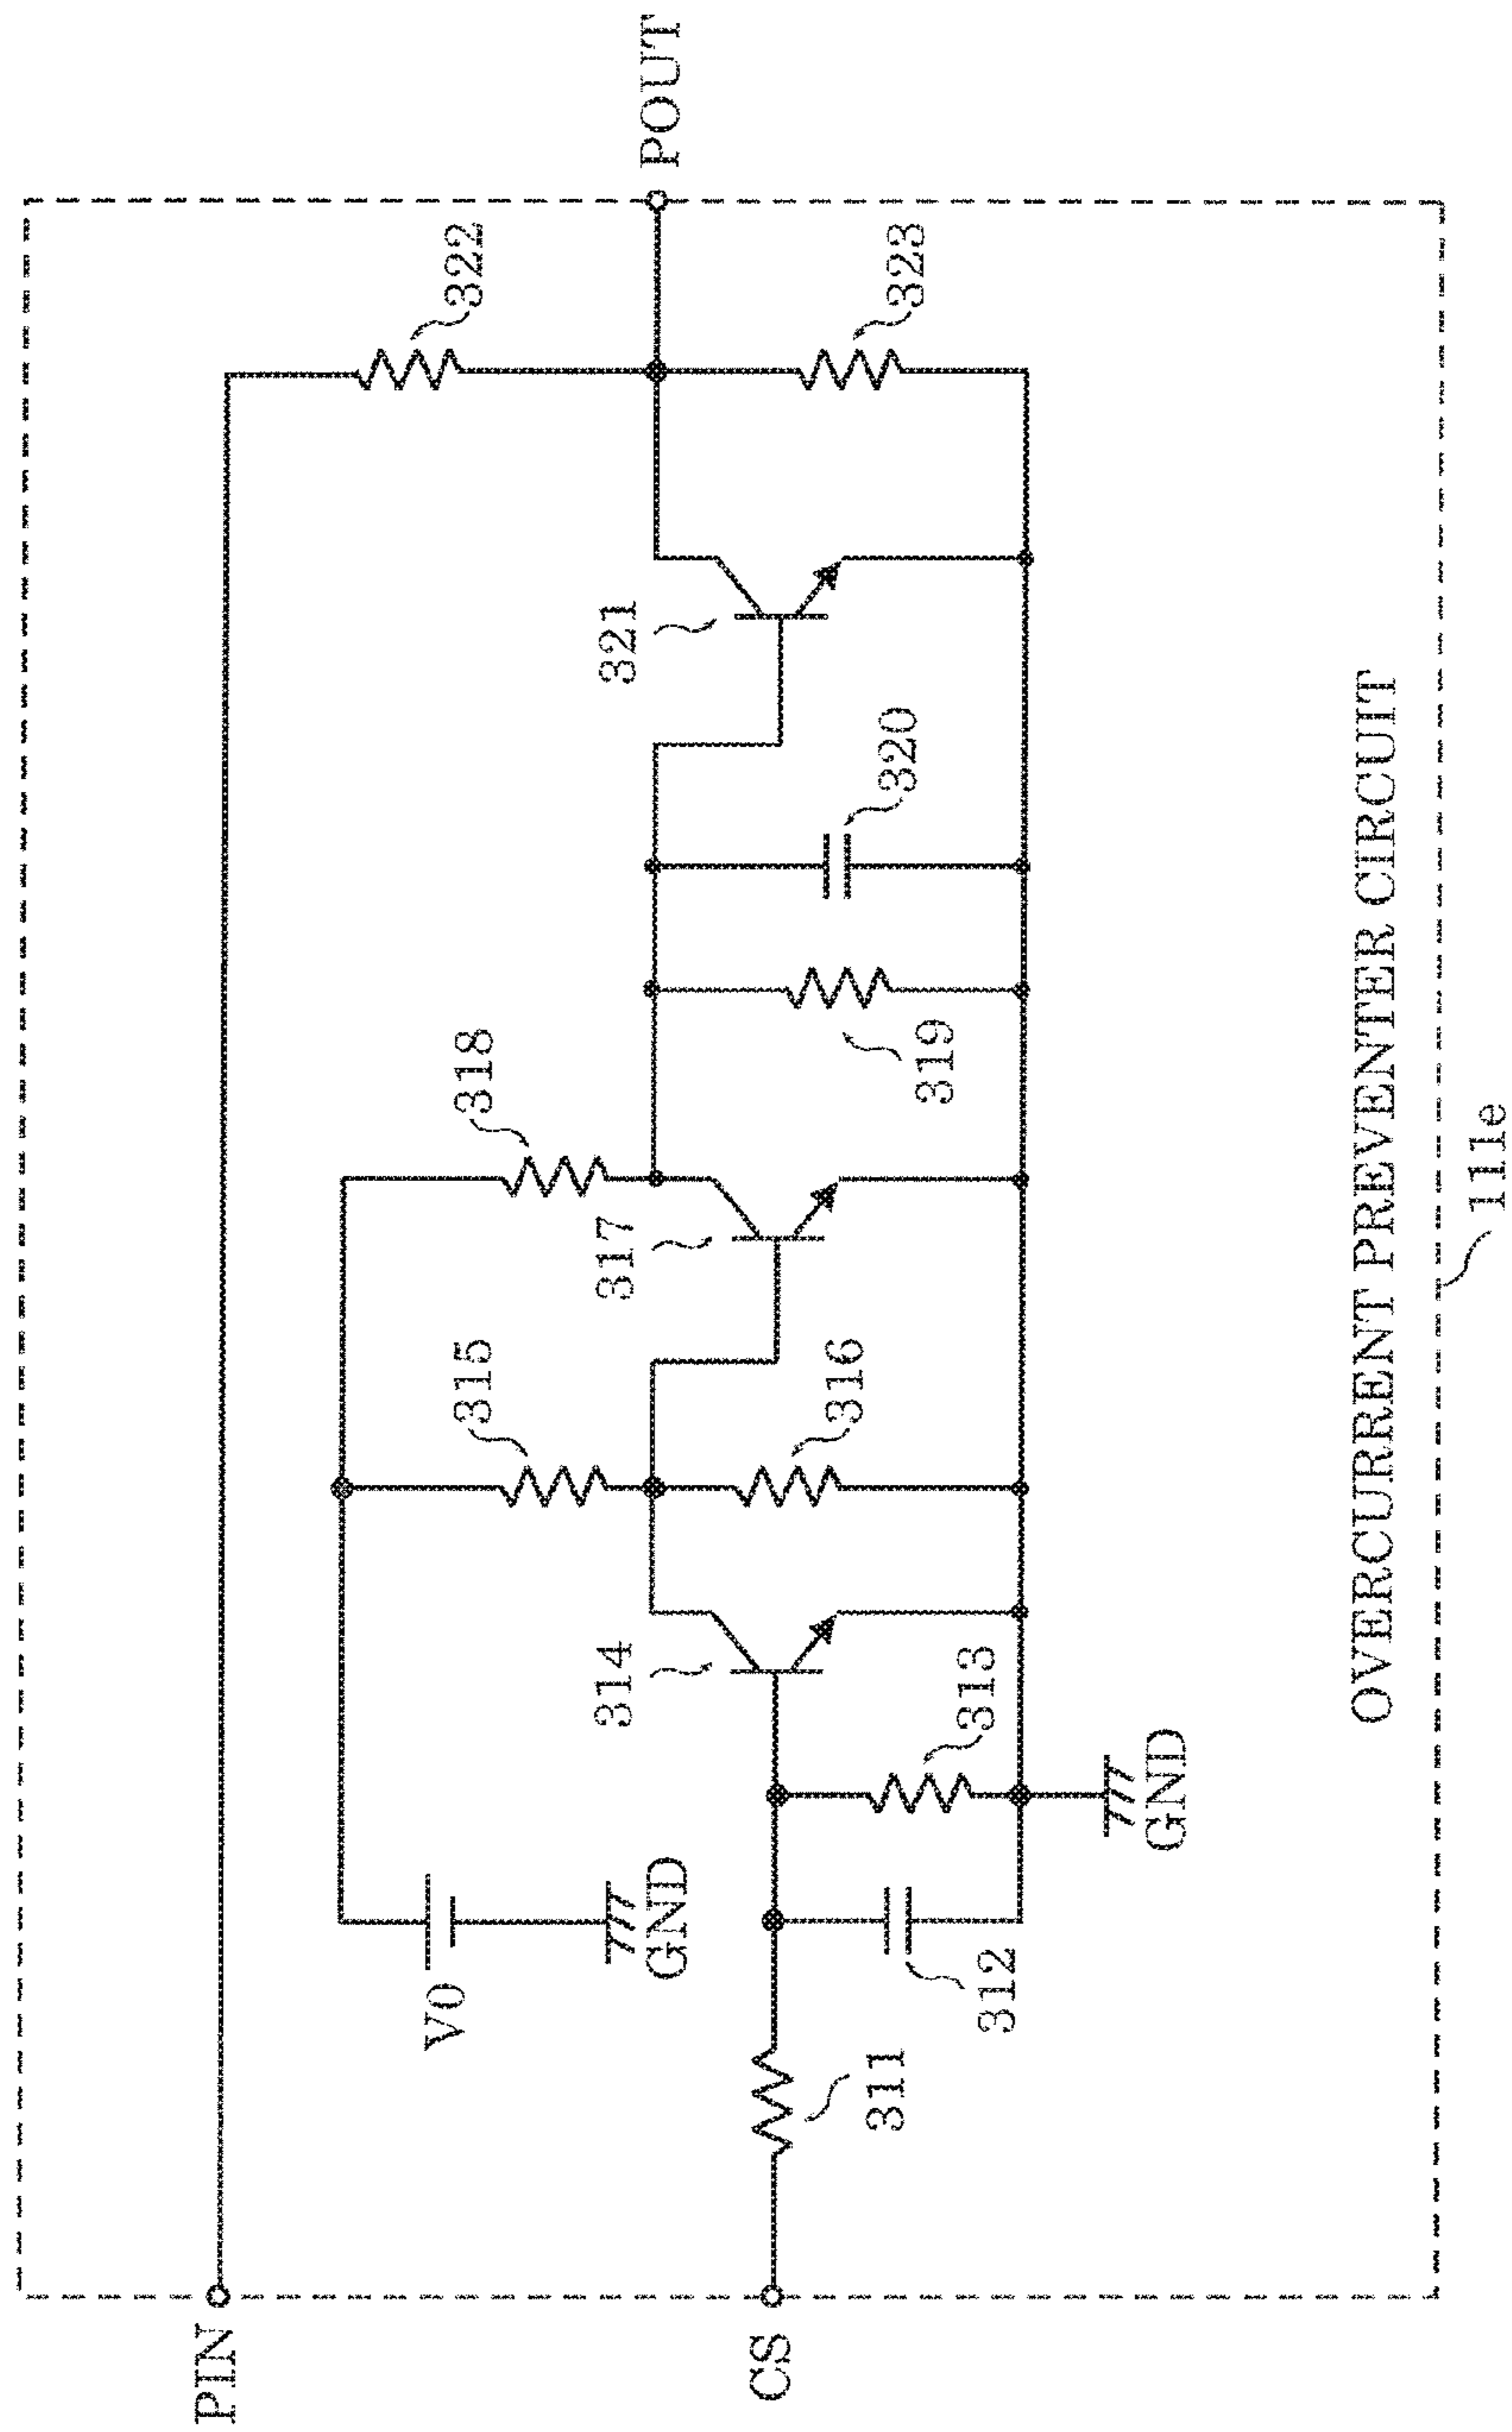 PIN
POUT
322
V0
GND
315
318
314
317
321
CS
311
312
313
316
319
320
323
GND
OVERCURRENT PREVENTER CIRCUIT
111e